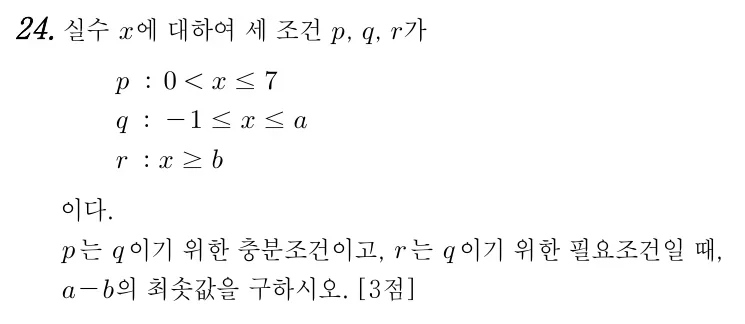 24. 실수 x에 대하여 세 조건 p, q, r가
p : 0 < x ≤ 7
q : −1 ≤ x ≤ a
r : x ≥ b
이다.
p는 q이기 위한 충분조건이고, r는 q이기 위한 필요조건일 때,
a−b의 최솟값을 구하시오. [3점]